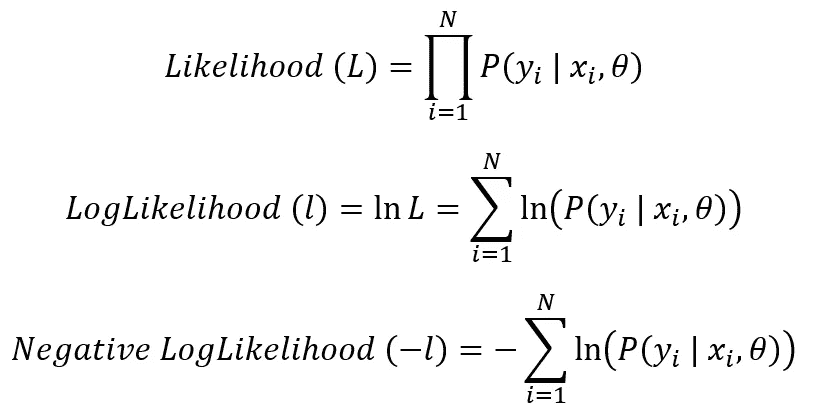 Likelihood (L) = ∏_{i=1}^{N} P(y_i | x_i, θ)
LogLikelihood (l) = ln L = ∑_{i=1}^{N} ln(P(y_i | x_i, θ))
Negative LogLikelihood (−l) = − ∑_{i=1}^{N} ln(P(y_i | x_i, θ))